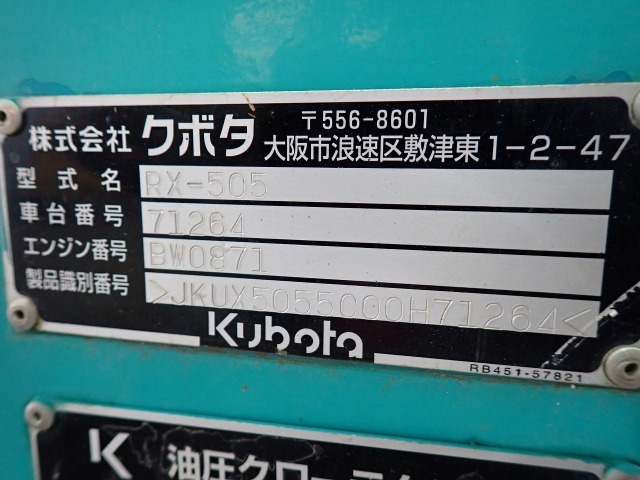 株式会社 クボタ 〒556-8601
大阪市浪速区敷津東1-2-47
型式名 RX-505
車台番号 71264
エンジン番号 BW0871
製品識別番号 >JKUX5055C00H71264<
Kubota
RB451-57821
K 油圧クロー